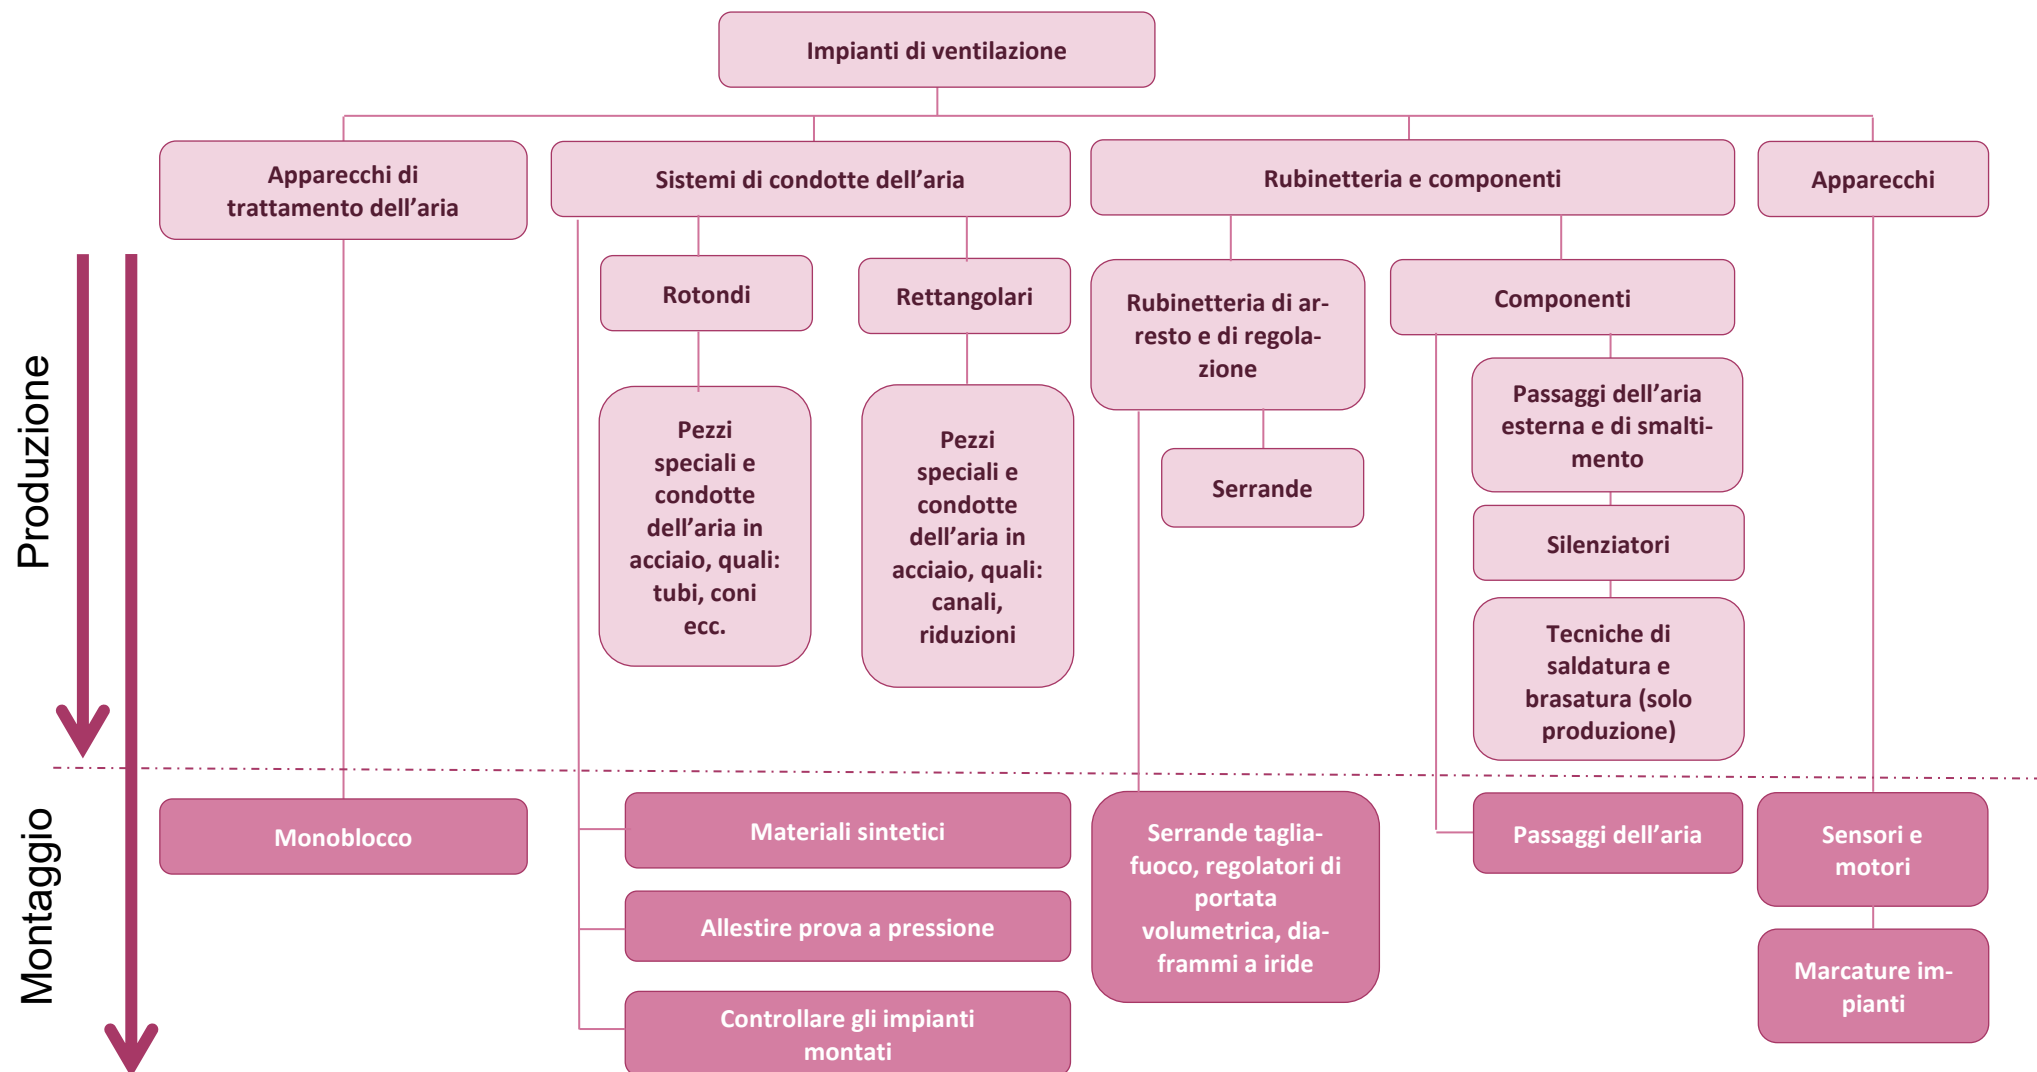 Impianti di ventilazione
Apparecchi di
trattamento dell’aria
Sistemi di condotte dell’aria
Rubinetteria e componenti
Apparecchi
Produzione
Rotondi
Rettangolari
Rubinetteria di ar-
resto e di regola-
zione
Componenti
Pezzi
speciali e
condotte
dell’aria in
acciaio, quali:
tubi, coni
ecc.
Pezzi
speciali e
condotte
dell’aria in
acciaio, quali:
canali,
riduzioni
Serrande
Passaggi dell’aria
esterna e di smalti-
mento
Silenziatori
Tecniche di
saldatura e
brasatura (solo
produzione)
Montaggio
Monoblocco
Materiali sintetici
Allestire prova a pressione
Controllare gli impianti
montati
Serrande taglia-
fuoco, regolatori di
portata
volumetrica, dia-
frammi a iride
Passaggi dell’aria
Sensori e
motori
Marcature im-
pianti